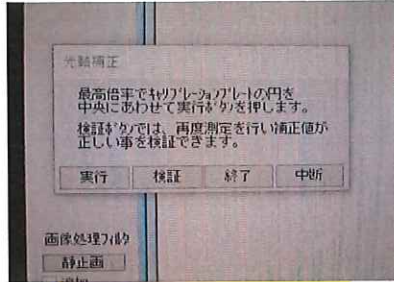 光軸補正
最高倍率でｷｬﾘﾌﾞﾚｰｼｮﾝﾌﾟﾚｰﾄの円を
中央にあわせて実行ﾎﾞﾀﾝを押します。
検証ﾎﾞﾀﾝでは、再度測定を行い補正値が
正しい事を検証できます。
実行 検証 終了 中断
画像処理ﾌｨﾙﾀ
静止画